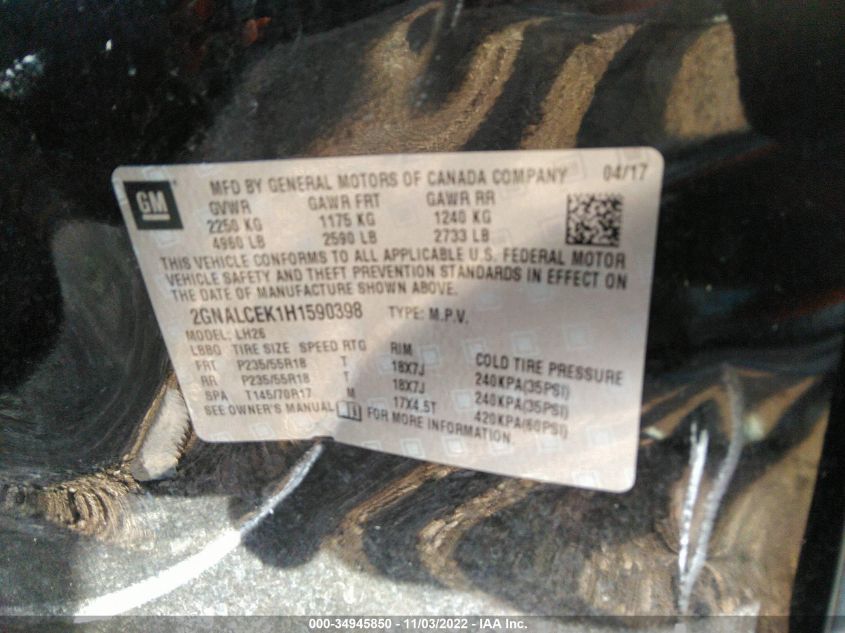 GM
MFD BY GENERAL MOTORS OF CANADA COMPANY 04/17
GVWR GAWR FRT GAWR RR
2250 KG 1175 KG 1240 KG
4960 LB 2590 LB 2733 LB
THIS VEHICLE CONFORMS TO ALL APPLICABLE U.S. FEDERAL MOTOR
VEHICLE SAFETY AND THEFT PREVENTION STANDARDS IN EFFECT ON
THE DATE OF MANUFACTURE SHOWN ABOVE.
2GNALCEK1H1590398 TYPE: M.P.V.
MODEL: LH26
LBBO TIRE SIZE SPEED RTG RIM COLD TIRE PRESSURE
FRT P235/55R18 T 18X7J 240KPA(35PSI)
RR P235/55R18 T 18X7J 240KPA(35PSI)
SPA T145/70R17 M 17X4.5T 420KPA(60PSI)
SEE OWNER'S MANUAL FOR MORE INFORMATION.
000-34945850 - 11/03/2022 - IAA Inc.